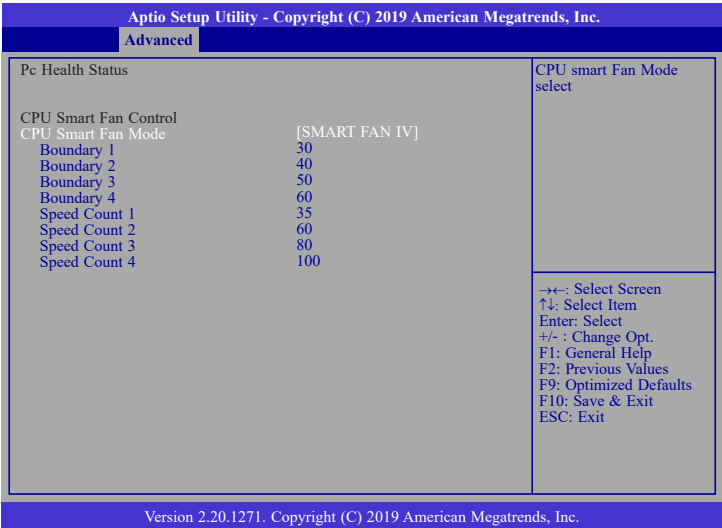 Aptio Setup Utility - Copyright (C) 2019 American Megatrends, Inc.
Advanced
Pc Health Status
CPU Smart Fan Control
CPU Smart Fan Mode [SMART FAN IV]
Boundary 1 30
Boundary 2 40
Boundary 3 50
Boundary 4 60
Speed Count 1 35
Speed Count 2 60
Speed Count 3 80
Speed Count 4 100
CPU smart Fan Mode
select
→←: Select Screen
↑↓: Select Item
Enter: Select
+/- : Change Opt.
F1: General Help
F2: Previous Values
F9: Optimized Defaults
F10: Save & Exit
ESC: Exit
Version 2.20.1271. Copyright (C) 2019 American Megatrends, Inc.